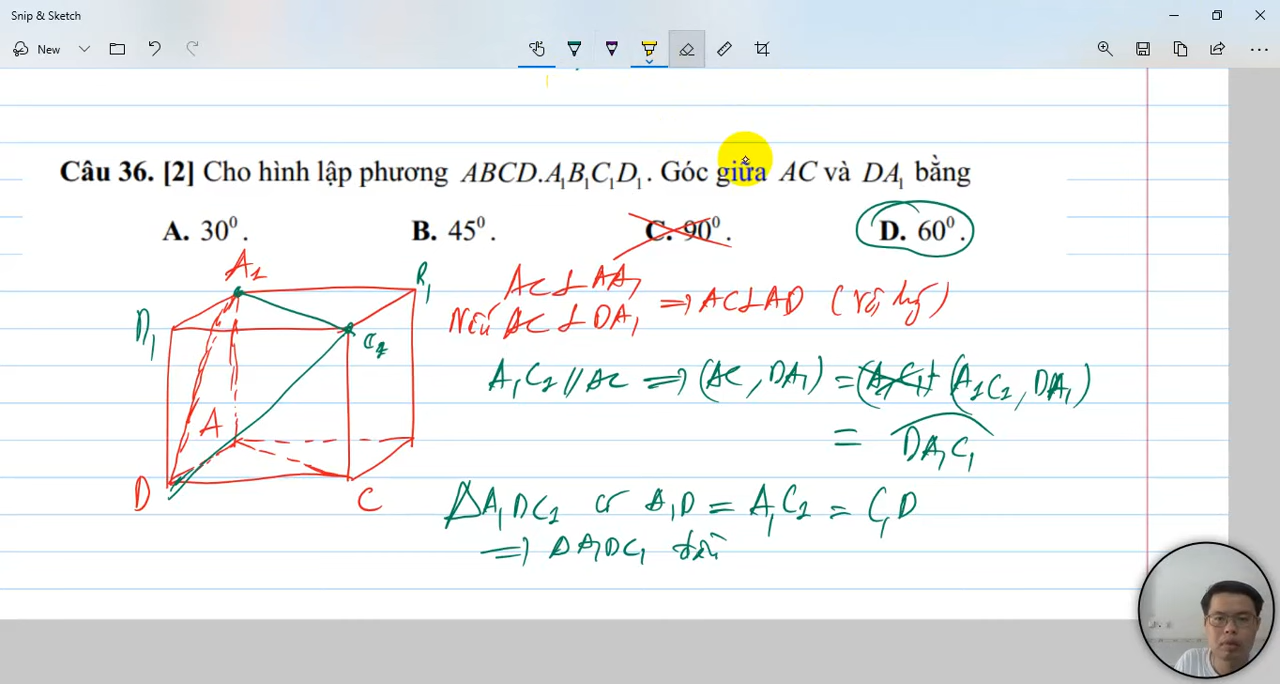 Snip & Sketch
New
Câu 36. [2] Cho hình lập phương ABCD.A₁B₁C₁D₁. Góc giữa AC và DA₁ bằng
A. 30⁰. B. 45⁰. C. 90⁰. D. 60⁰.
A₁
B₁
D₁
C₁
A
D
C
AC ⊥ AA₁
Nếu AC ⊥ DA₁ ⇒ AC ⊥ AD (Vô lý)
A₁C₁ // AC ⇒ (AC, DA₁) = (A₁C₁, DA₁)
= DA₁C₁
ΔA₁DC₁ có A₁D = A₁C₁ = C₁D
⇒ ΔA₁DC₁ đều